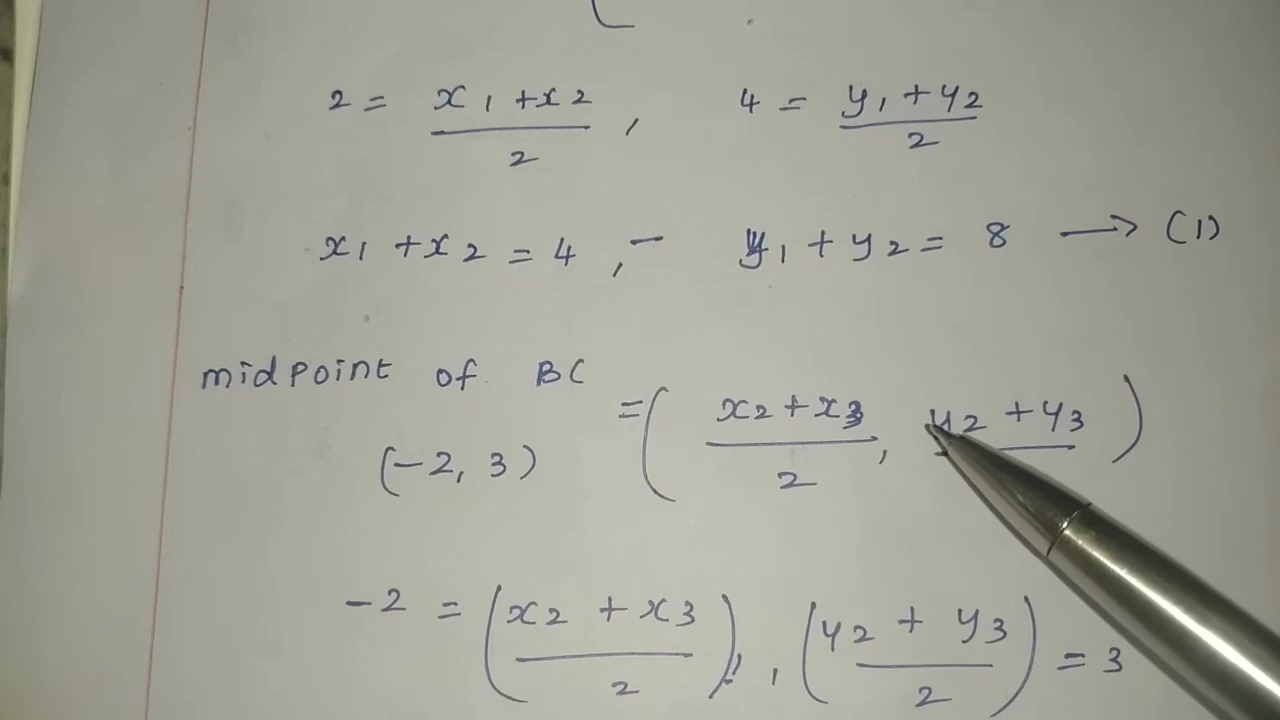 2 = x₁ + x₂ / 2 , 4 = y₁ + y₂ / 2
x₁ + x₂ = 4 , – y₁ + y₂ = 8 → (1)
midpoint of BC
(-2, 3) = ( x₂ + x₃ / 2 , y₂ + y₃ )
-2 = ( x₂ + x₃ / 2 ) , ( y₂ + y₃ / 2 ) = 3